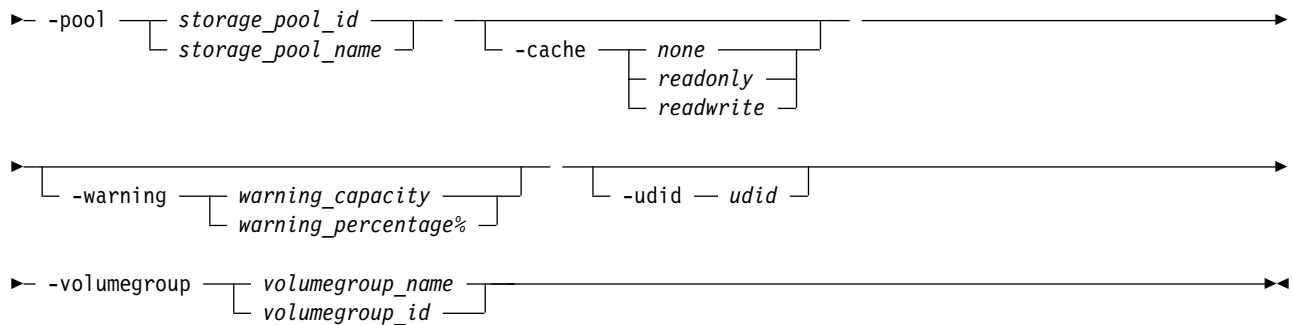 -pool storage_pool_id
storage_pool_name
-cache none
readonly
readwrite
-warning warning_capacity
warning_percentage%
-udid udid
-volumegroup volumegroup_name
volumegroup_id